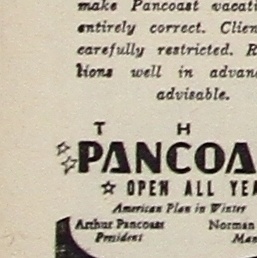 make Pancoast vacati
entirely correct. Clien
carefully restricted. R
tions well in advan
advisable.
T H
PANCOA
OPEN ALL YEA
American Plan in Winter
Arthur Pancoast Norman
President Man